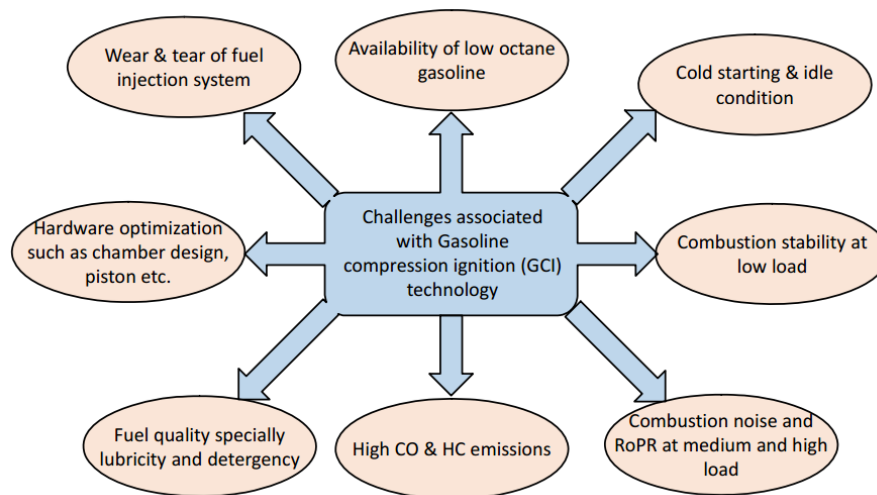 Wear & tear of fuel
injection system
Availability of low octane
gasoline
Cold starting & idle
condition
Hardware optimization
such as chamber design,
piston etc.
Challenges associated
with Gasoline
compression ignition (GCI)
technology
Combustion stability at
low load
Fuel quality specially
lubricity and detergency
High CO & HC emissions
Combustion noise and
RoPR at medium and high
load